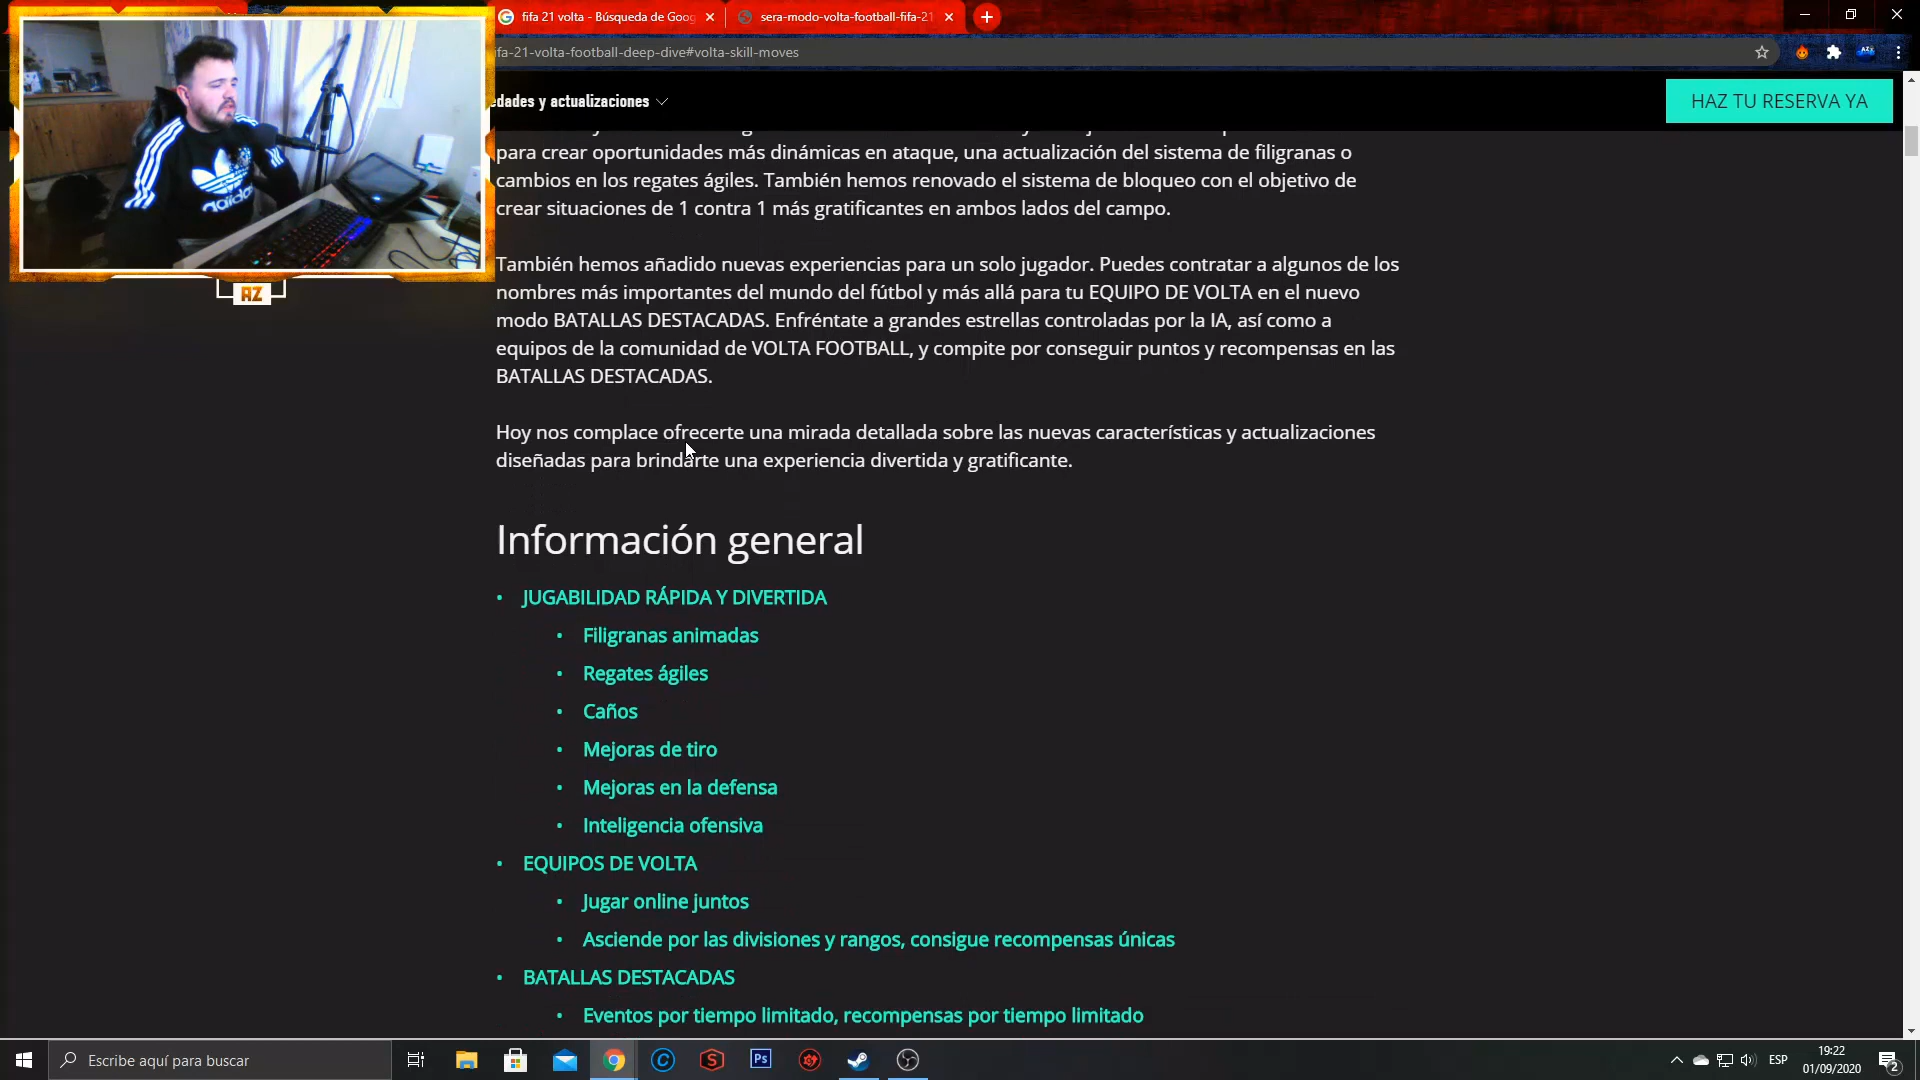 fifa 21 volta - Búsqueda de Goog
sera-modo-volta-football-fifa-21
ifa-21-volta-football-deep-dive#volta-skill-moves
edades y actualizaciones
HAZ TU RESERVA YA
para crear oportunidades más dinámicas en ataque, una actualización del sistema de filigranas o
cambios en los regates ágiles. También hemos renovado el sistema de bloqueo con el objetivo de
crear situaciones de 1 contra 1 más gratificantes en ambos lados del campo.
También hemos añadido nuevas experiencias para un solo jugador. Puedes contratar a algunos de los
nombres más importantes del mundo del fútbol y más allá para tu EQUIPO DE VOLTA en el nuevo
modo BATALLAS DESTACADAS. Enfréntate a grandes estrellas controladas por la IA, así como a
equipos de la comunidad de VOLTA FOOTBALL, y compite por conseguir puntos y recompensas en las
BATALLAS DESTACADAS.
Hoy nos complace ofrecerte una mirada detallada sobre las nuevas características y actualizaciones
diseñadas para brindarte una experiencia divertida y gratificante.
Información general
• JUGABILIDAD RÁPIDA Y DIVERTIDA
• Filigranas animadas
• Regates ágiles
• Caños
• Mejoras de tiro
• Mejoras en la defensa
• Inteligencia ofensiva
• EQUIPOS DE VOLTA
• Jugar online juntos
• Asciende por las divisiones y rangos, consigue recompensas únicas
• BATALLAS DESTACADAS
• Eventos por tiempo limitado, recompensas por tiempo limitado
adidas
AZ
Escribe aquí para buscar
Ps
ESP
19:22
01/09/2020
2